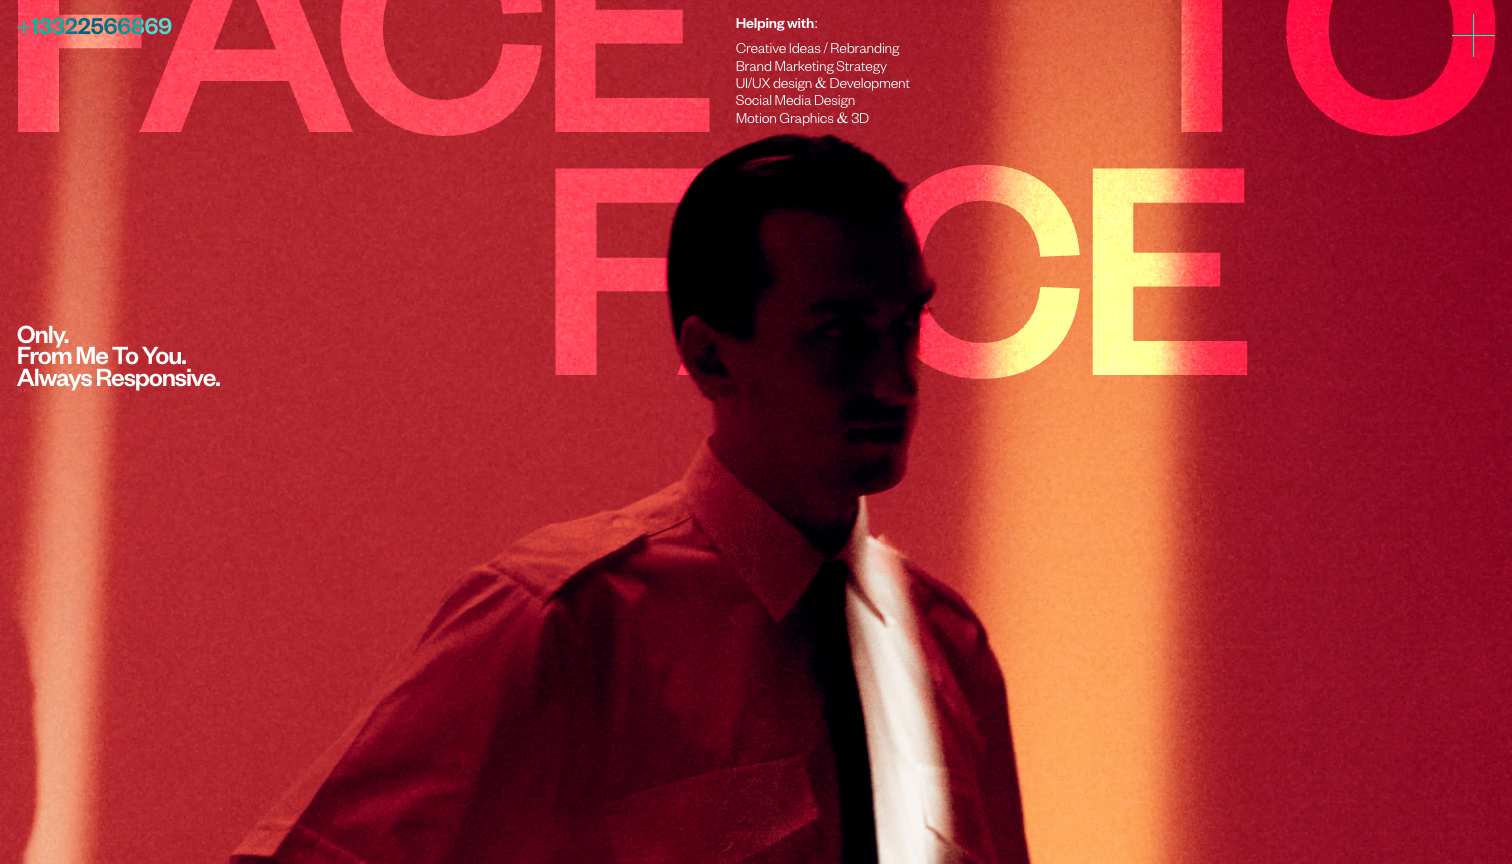 +13322566869
Helping with:
Creative Ideas / Rebranding
Brand Marketing Strategy
UI/UX design & Development
Social Media Design
Motion Graphics & 3D
FACE TO
FACE
Only.
From Me To You.
Always Responsive.